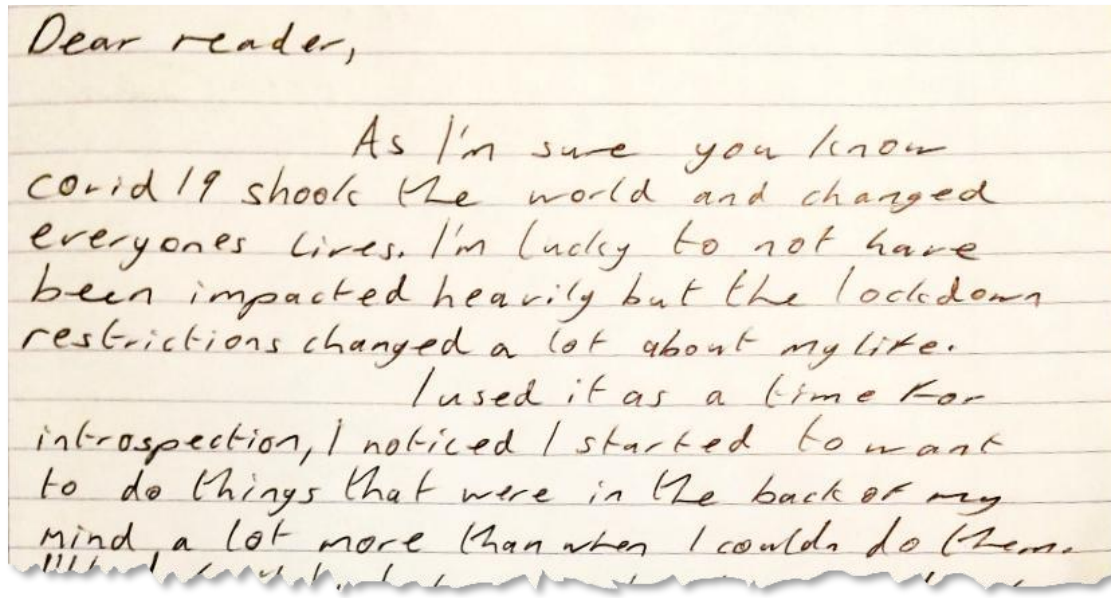 Dear reader,
As I'm sure you know
covid 19 shook the world and changed
everyones lives. I'm lucky to not have
been impacted heavily but the lockdown
restrictions changed a lot about my life.
I used it as a time for
introspection, I noticed I started to want
to do things that were in the back of my
mind a lot more than when I couldn do them.